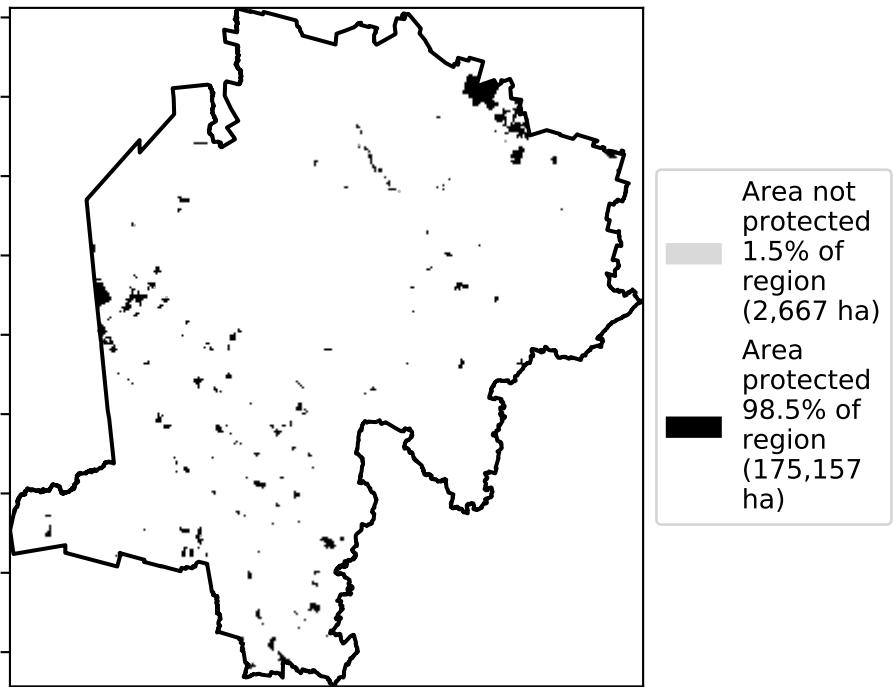 Area not
protected
1.5% of
region
(2,667 ha)
Area
protected
98.5% of
region
(175,157
ha)